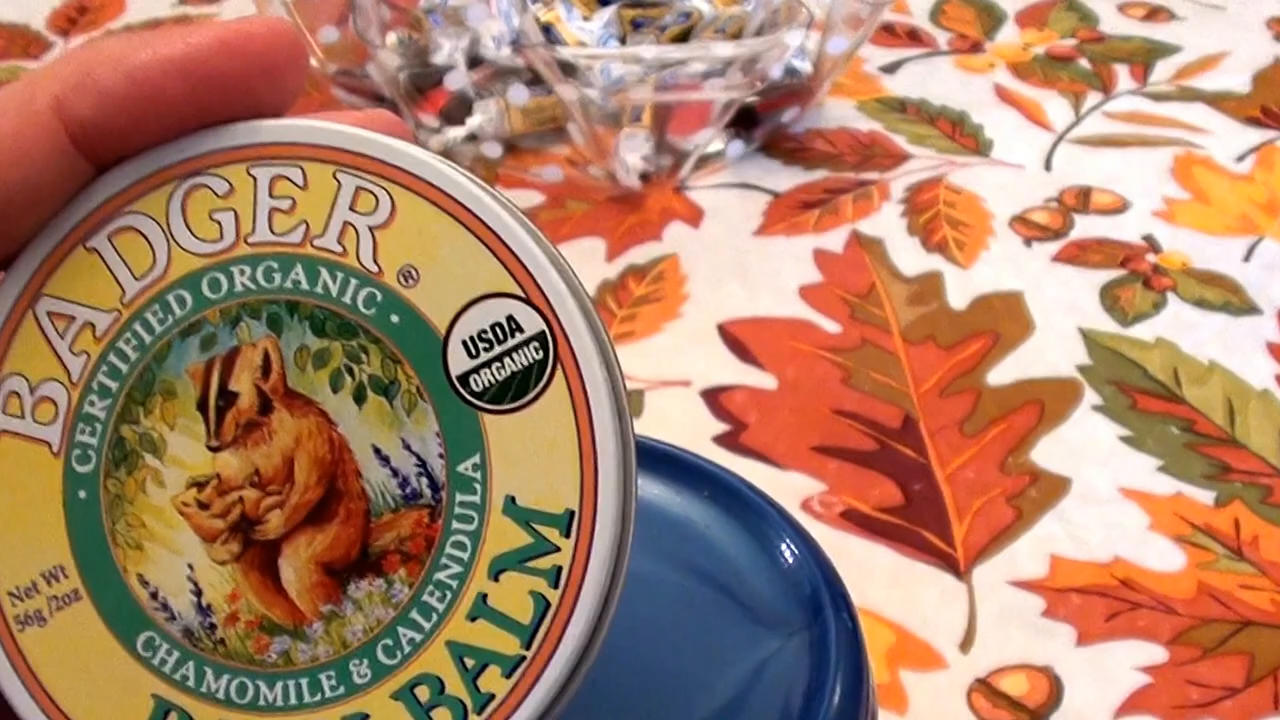 BADGER®
· CERTIFIED ORGANIC ·
USDA
ORGANIC
Net Wt
56g/2oz
CHAMOMILE & CALENDULA
BALM